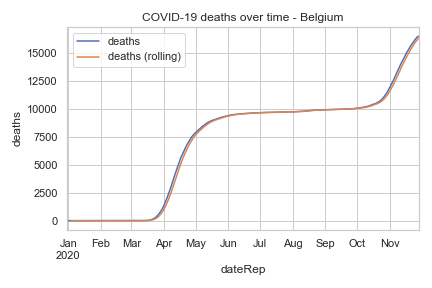 COVID-19 deaths over time - Belgium
deaths
deaths (rolling)
15000
12500
10000
7500
5000
2500
0
deaths
Jan Feb Mar Apr May Jun Jul Aug Sep Oct Nov
2020
dateRep